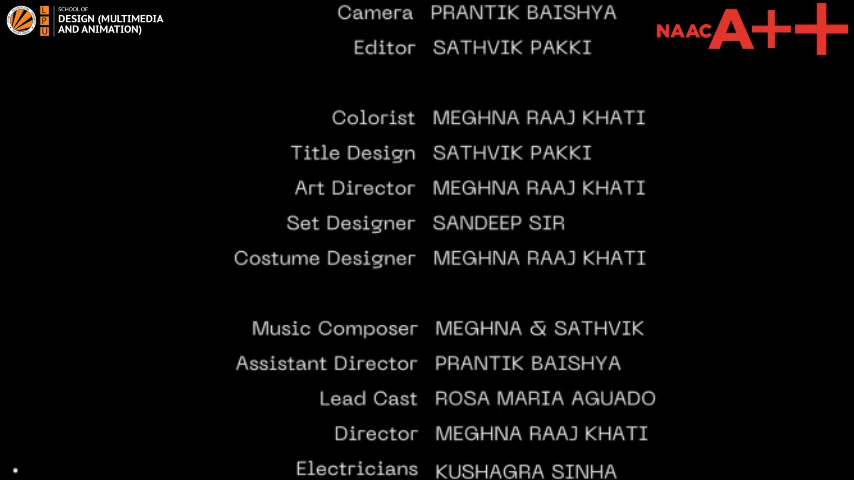 LPU
SCHOOL OF
DESIGN (MULTIMEDIA
AND ANIMATION)
NAAC A++
Camera PRANTIK BAISHYA
Editor SATHVIK PAKKI
Colorist MEGHNA RAAJ KHATI
Title Design SATHVIK PAKKI
Art Director MEGHNA RAAJ KHATI
Set Designer SANDEEP SIR
Costume Designer MEGHNA RAAJ KHATI
Music Composer MEGHNA & SATHVIK
Assistant Director PRANTIK BAISHYA
Lead Cast ROSA MARIA AGUADO
Director MEGHNA RAAJ KHATI
Electricians KUSHAGRA SINHA